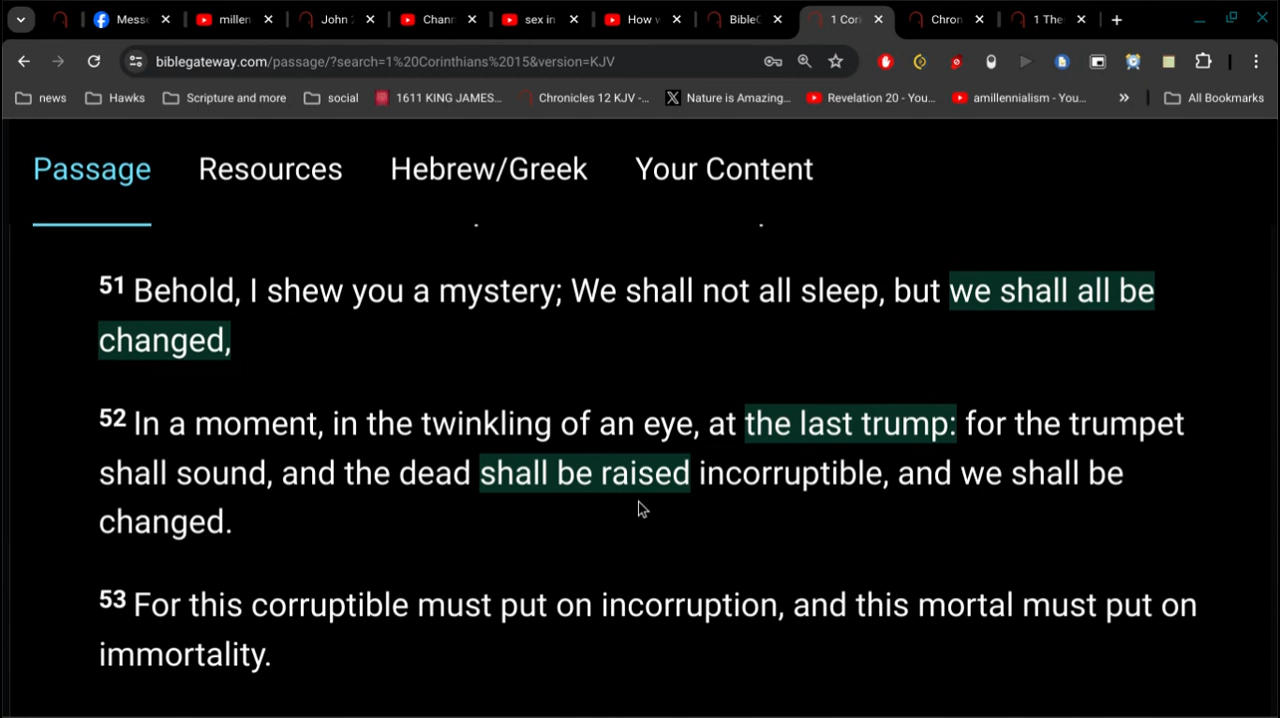 Mess millen John Chann sex in How v Bible 1 Cori Chron 1 The
biblegateway.com/passage/?search=1%20Corinthians%2015&version=KJV
news Hawks Scripture and more social 1611 KING JAMES... Chronicles 12 KJV -... X Nature is Amazing... Revelation 20 - You... amillennialism - You... » All Bookmarks
Passage Resources Hebrew/Greek Your Content
51 Behold, I shew you a mystery; We shall not all sleep, but we shall all be
changed,
52 In a moment, in the twinkling of an eye, at the last trump: for the trumpet
shall sound, and the dead shall be raised incorruptible, and we shall be
changed.
53 For this corruptible must put on incorruption, and this mortal must put on
immortality.